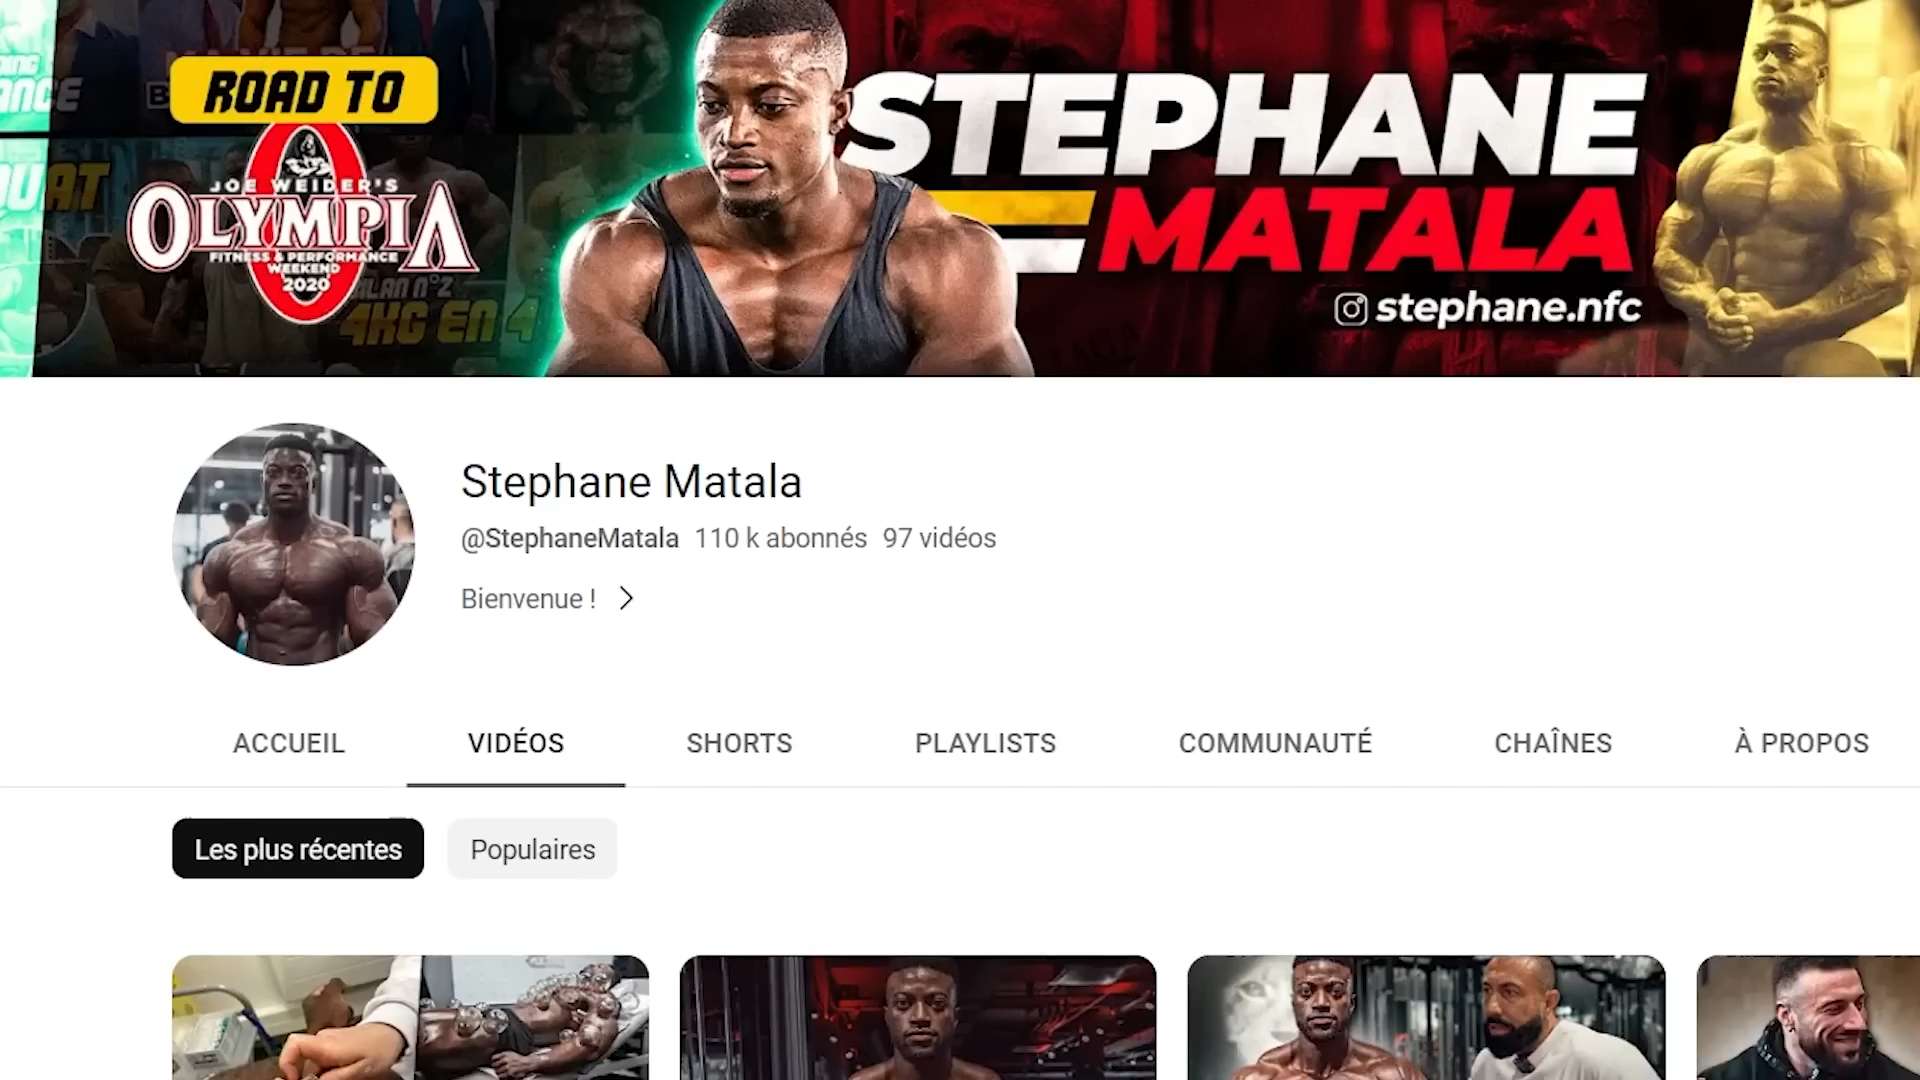 ROAD TO
JOE WEIDER'S
OLYMPIA
FITNESS & PERFORMANCE
WEEKEND
2020
4KG EN 4
STEPHANE
MATALA
stephane.nfc
Stephane Matala
@StephaneMatala 110 k abonnés 97 vidéos
Bienvenue !
ACCUEIL VIDÉOS SHORTS PLAYLISTS COMMUNAUTÉ CHAÎNES À PROPOS
Les plus récentes Populaires